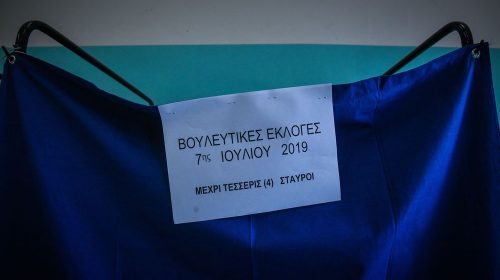 ΒΟΥΛΕΥΤΙΚΕΣ ΕΚΛΟΓΕΣ
7ης ΙΟΥΛΙΟΥ 2019
ΜΕΧΡΙ ΤΕΣΣΕΡΙΣ (4) ΣΤΑΥΡΟΙ